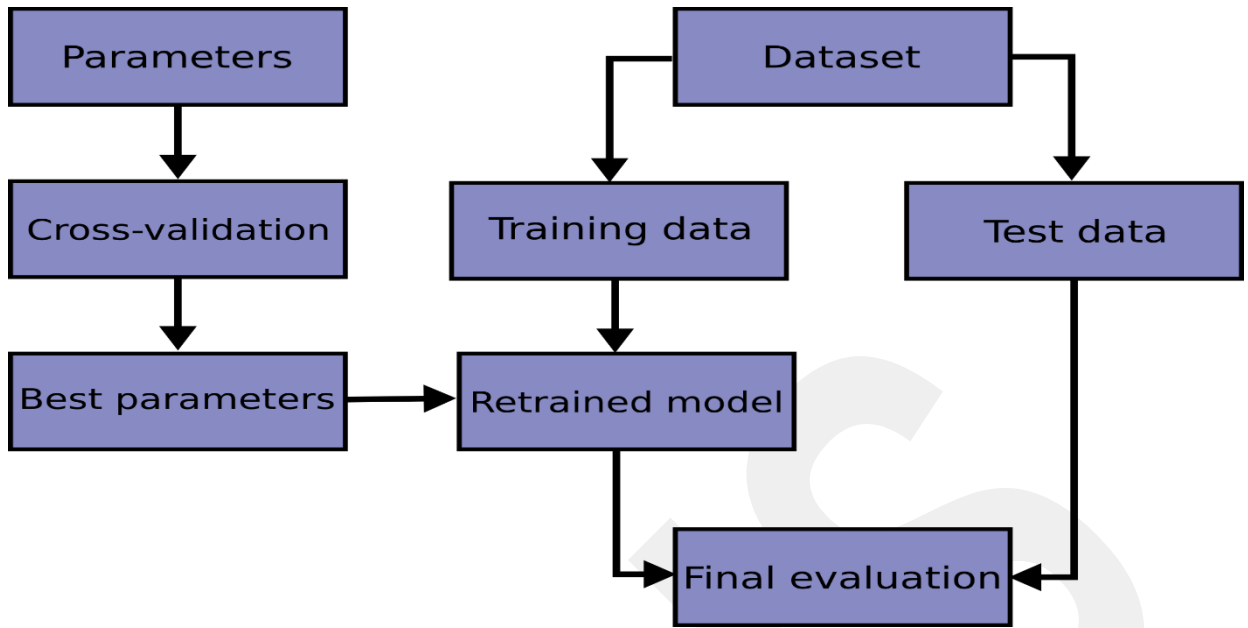 Parameters
Dataset
Cross-validation
Training data
Test data
Best parameters
Retrained model
Final evaluation